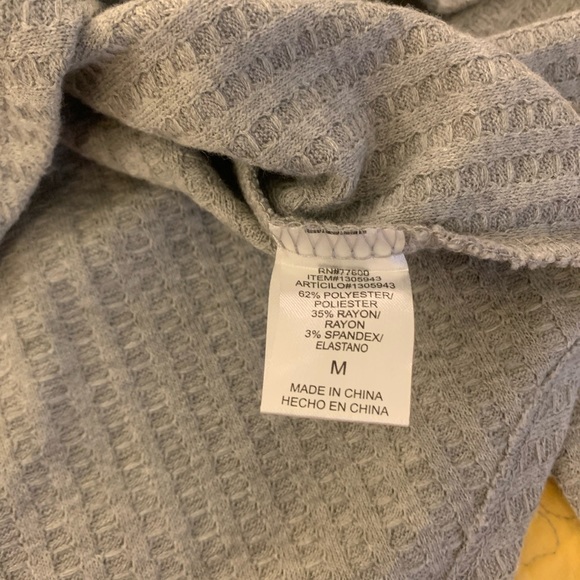 RN#77600
ITEM#1305943
ARTICILO#1305943
62% POLYESTER/
POLIESTER
35% RAYON/
RAYON
3% SPANDEX/
ELASTANO
M
MADE IN CHINA
HECHO EN CHINA